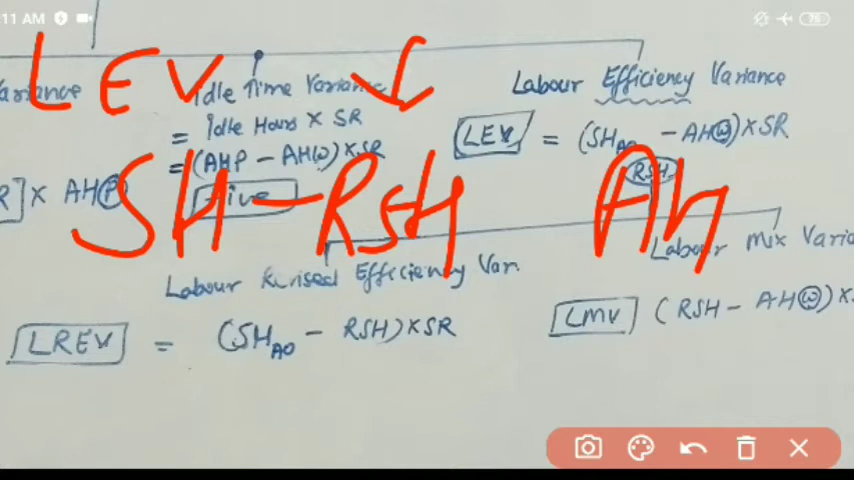 11 AM
75
LEV
Variance
Idle Time Variance
= Idle Hours × SR
= (AHP - AH(W)) × SR
Labour Efficiency Variance
LEV = (SHAO - AH(W)) × SR
R] × AH(P)
SH - RSH AH
RSH
Labour Revised Efficiency Var.
LREV = (SHAO - RSH) × SR
Labour Mix Varia
LMV (RSH - AH(W)) ×